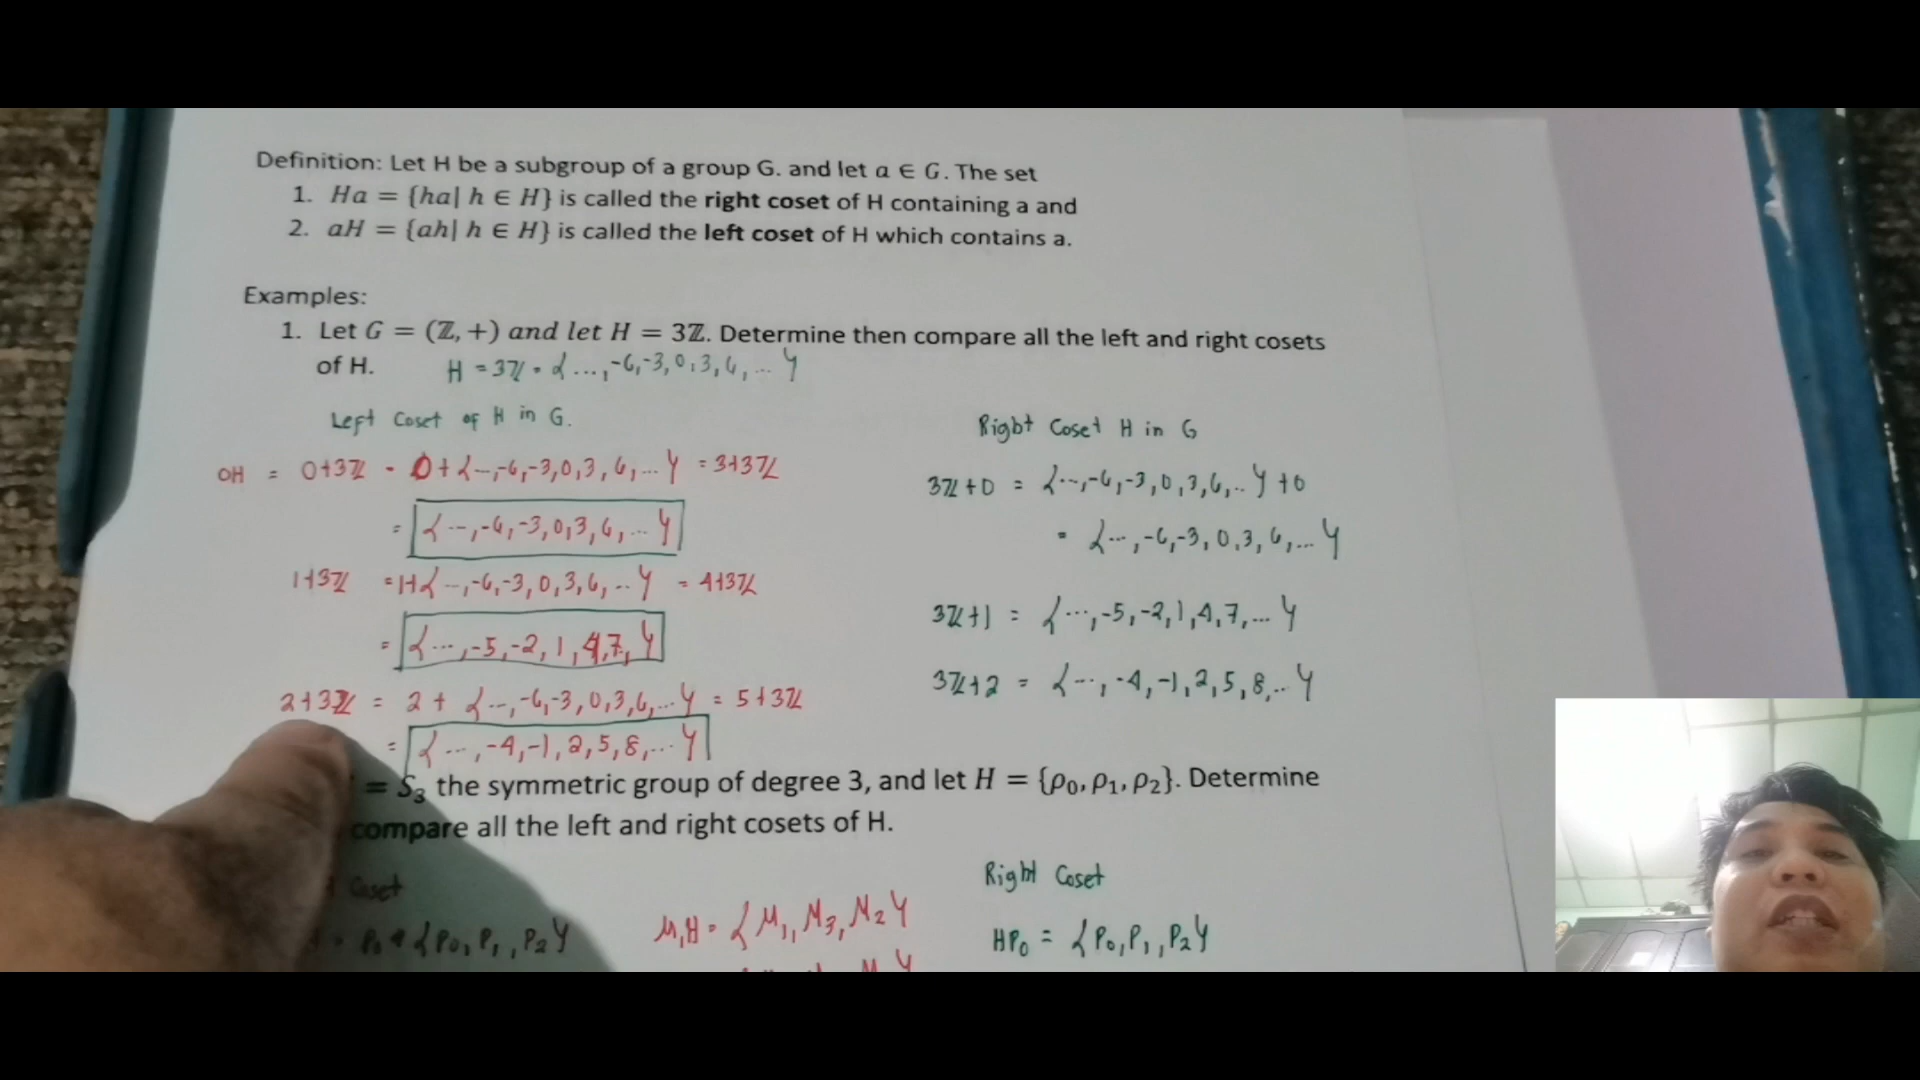 Definition: Let H be a subgroup of a group G. and let a ∈ G. The set
1. Ha = {ha| h ∈ H} is called the right coset of H containing a and
2. aH = {ah| h ∈ H} is called the left coset of H which contains a.
Examples:
1. Let G = (ℤ, +) and let H = 3ℤ. Determine then compare all the left and right cosets
of H. H = 3ℤ = {..., -6, -3, 0, 3, 6, ... }
Left Coset of H in G.
0H = 0+3ℤ = 0+{..., -6, -3, 0, 3, 6, ... } = 3+3ℤ
= {..., -6, -3, 0, 3, 6, ... }
1+3ℤ = 1+{..., -6, -3, 0, 3, 6, .. } = 4+3ℤ
= {..., -5, -2, 1, 4, 7, }
2+3ℤ = 2 + {..., -6, -3, 0, 3, 6, ... } = 5+3ℤ
= {..., -4, -1, 2, 5, 8, ... }
Right Coset H in G
3ℤ+0 = {..., -6, -3, 0, 3, 6, .. } +0
= {..., -6, -3, 0, 3, 6, ... }
3ℤ+1 = {..., -5, -2, 1, 4, 7, ... }
3ℤ+2 = {..., -4, -1, 2, 5, 8, .. }
= S₃ the symmetric group of degree 3, and let H = {ρ₀, ρ₁, ρ₂}. Determine
compare all the left and right cosets of H.
Coset
= ρ₀ {ρ₀, ρ₁, ρ₂}
μ₁H = {μ₁, μ₃, μ₂}
Right Coset
Hρ₀ = {ρ₀, ρ₁, ρ₂}